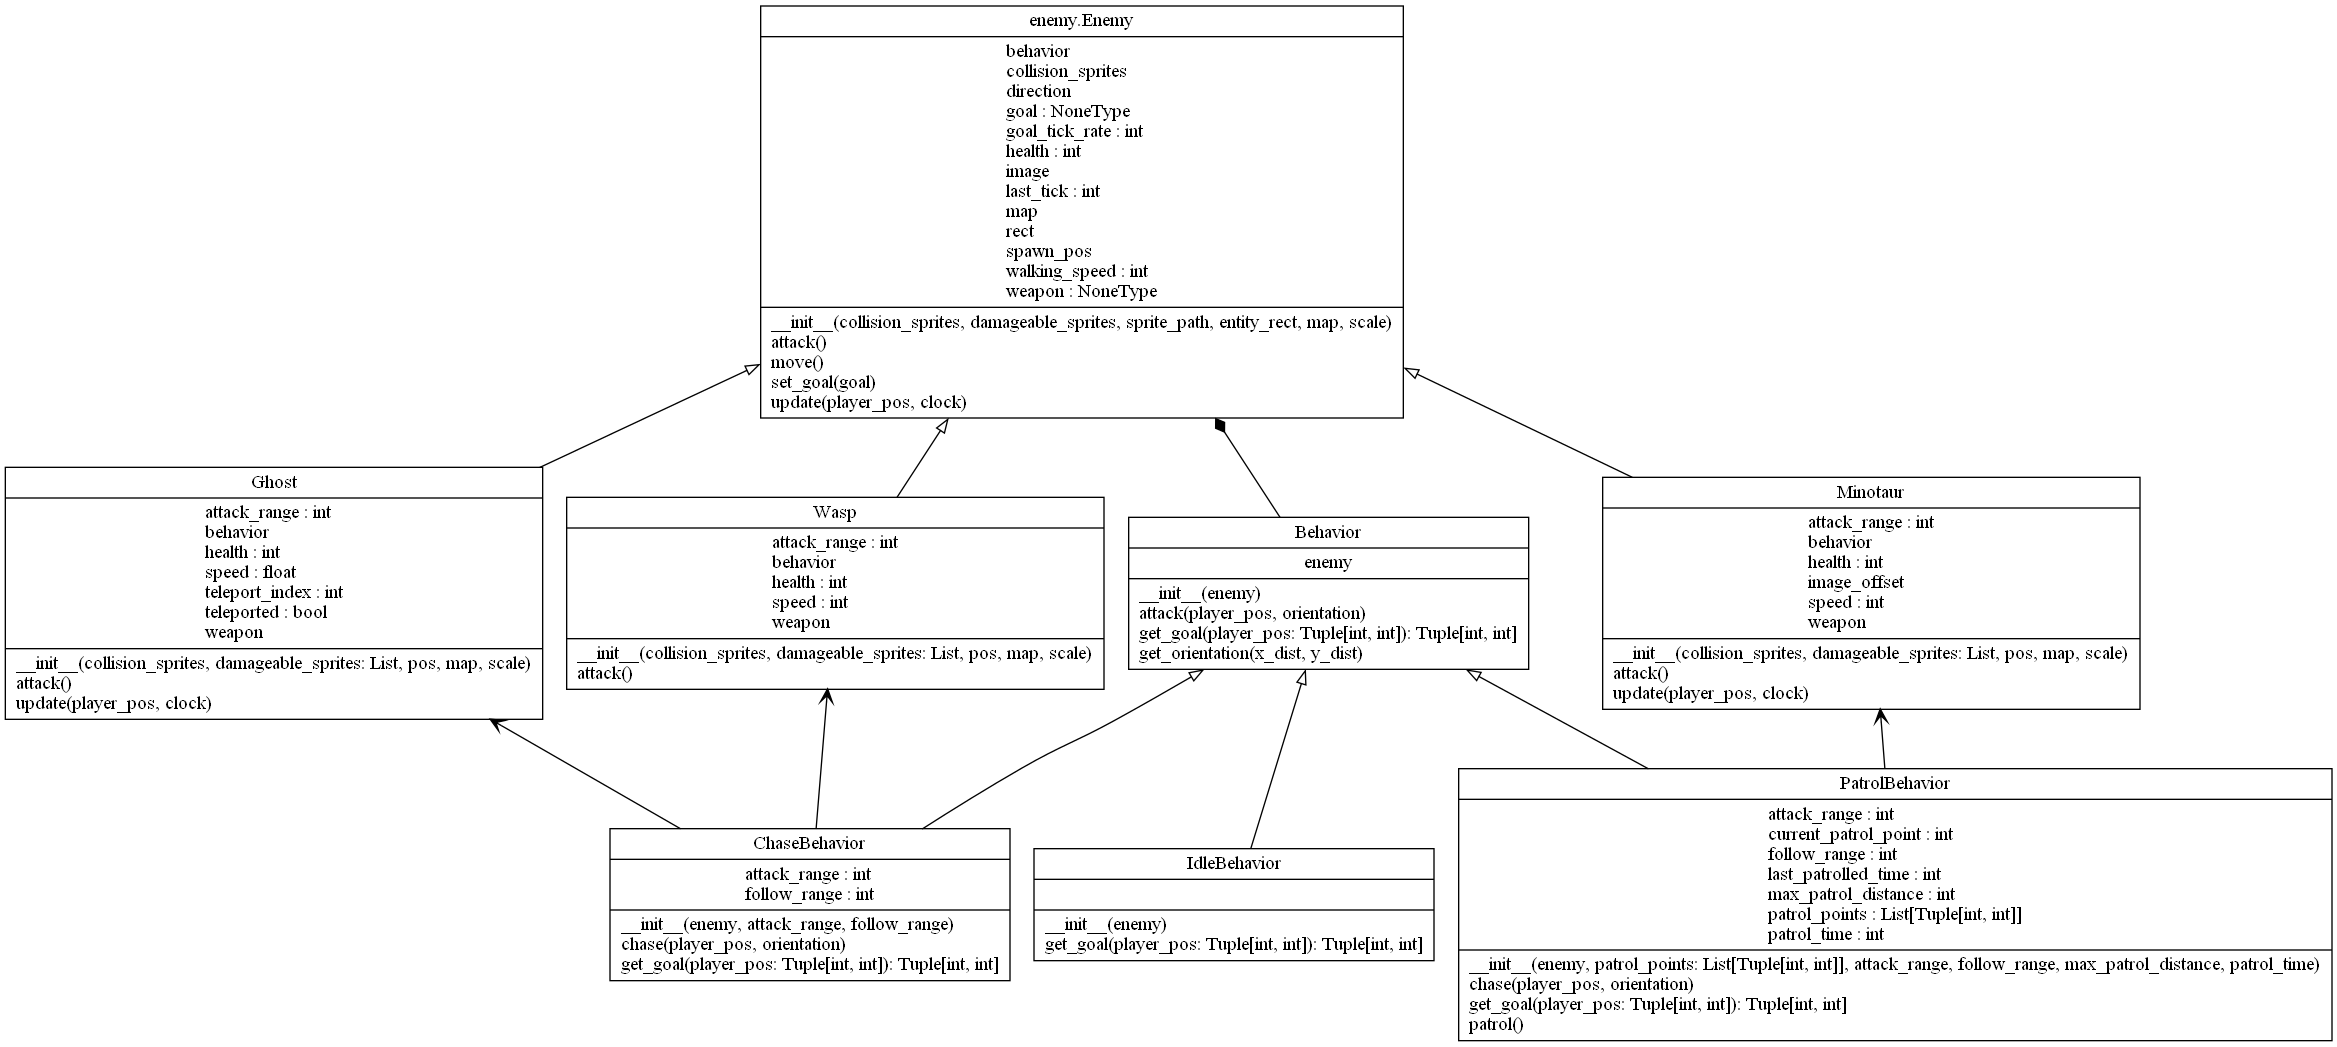 enemy.Enemy
behavior
collision_sprites
direction
goal : NoneType
goal_tick_rate : int
health : int
image
last_tick : int
map
rect
spawn_pos
walking_speed : int
weapon : NoneType
__init__(collision_sprites, damageable_sprites, sprite_path, entity_rect, map, scale)
attack()
move()
set_goal(goal)
update(player_pos, clock)
Ghost
attack_range : int
behavior
health : int
speed : float
teleport_index : int
teleported : bool
weapon
__init__(collision_sprites, damageable_sprites: List, pos, map, scale)
attack()
update(player_pos, clock)
Wasp
attack_range : int
behavior
health : int
speed : int
weapon
__init__(collision_sprites, damageable_sprites: List, pos, map, scale)
attack()
Behavior
enemy
__init__(enemy)
attack(player_pos, orientation)
get_goal(player_pos: Tuple[int, int]): Tuple[int, int]
get_orientation(x_dist, y_dist)
Minotaur
attack_range : int
behavior
health : int
image_offset
speed : int
weapon
__init__(collision_sprites, damageable_sprites: List, pos, map, scale)
attack()
update(player_pos, clock)
ChaseBehavior
attack_range : int
follow_range : int
__init__(enemy, attack_range, follow_range)
chase(player_pos, orientation)
get_goal(player_pos: Tuple[int, int]): Tuple[int, int]
IdleBehavior
__init__(enemy)
get_goal(player_pos: Tuple[int, int]): Tuple[int, int]
PatrolBehavior
attack_range : int
current_patrol_point : int
follow_range : int
last_patrolled_time : int
max_patrol_distance : int
patrol_points : List[Tuple[int, int]]
patrol_time : int
__init__(enemy, patrol_points: List[Tuple[int, int]], attack_range, follow_range, max_patrol_distance, patrol_time)
chase(player_pos, orientation)
get_goal(player_pos: Tuple[int, int]): Tuple[int, int]
patrol()